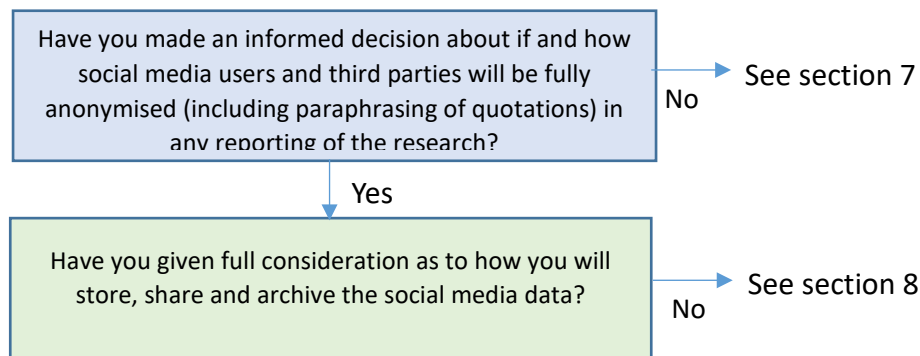 Have you made an informed decision about if and how
social media users and third parties will be fully
anonymised (including paraphrasing of quotations) in
any reporting of the research?
No
See section 7
Yes
Have you given full consideration as to how you will
store, share and archive the social media data?
No
See section 8